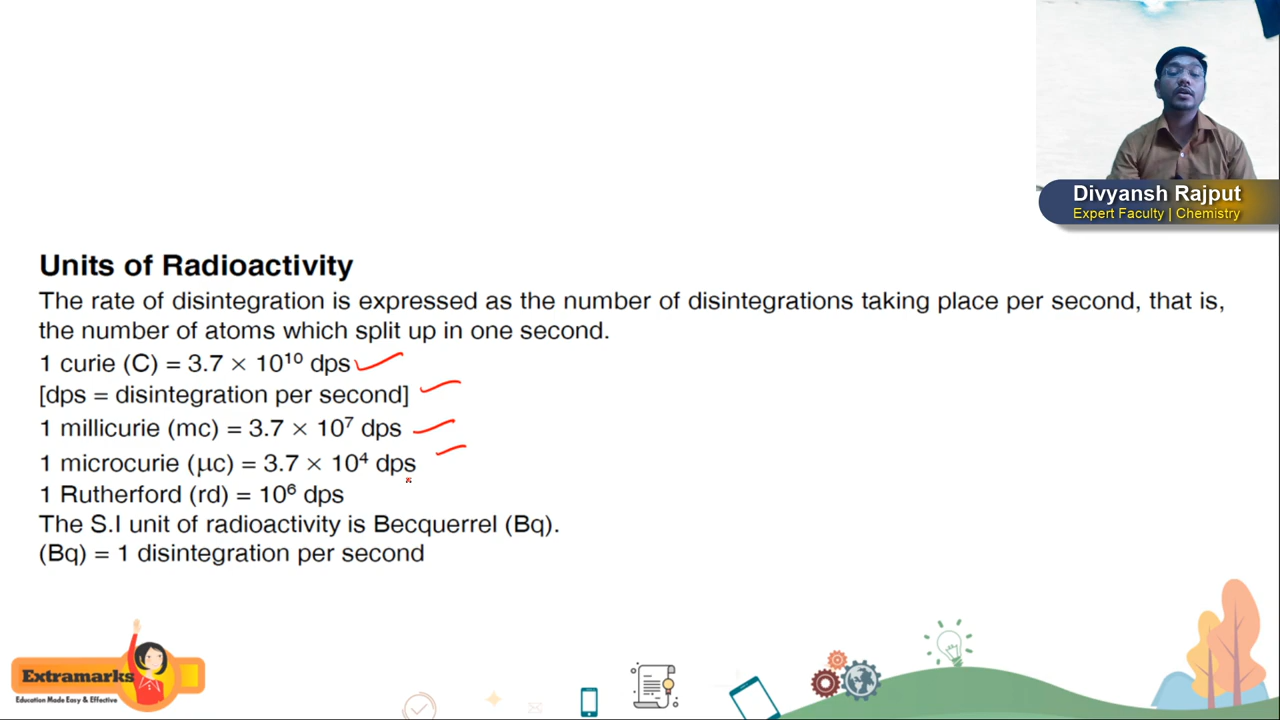 Divyansh Rajput
Expert Faculty | Chemistry
Units of Radioactivity
The rate of disintegration is expressed as the number of disintegrations taking place per second, that is,
the number of atoms which split up in one second.
1 curie (C) = 3.7 × 10¹⁰ dps
[dps = disintegration per second]
1 millicurie (mc) = 3.7 × 10⁷ dps
1 microcurie (μc) = 3.7 × 10⁴ dps
1 Rutherford (rd) = 10⁶ dps
The S.I unit of radioactivity is Becquerrel (Bq).
(Bq) = 1 disintegration per second
Extramarks
Education Made Easy & Effective